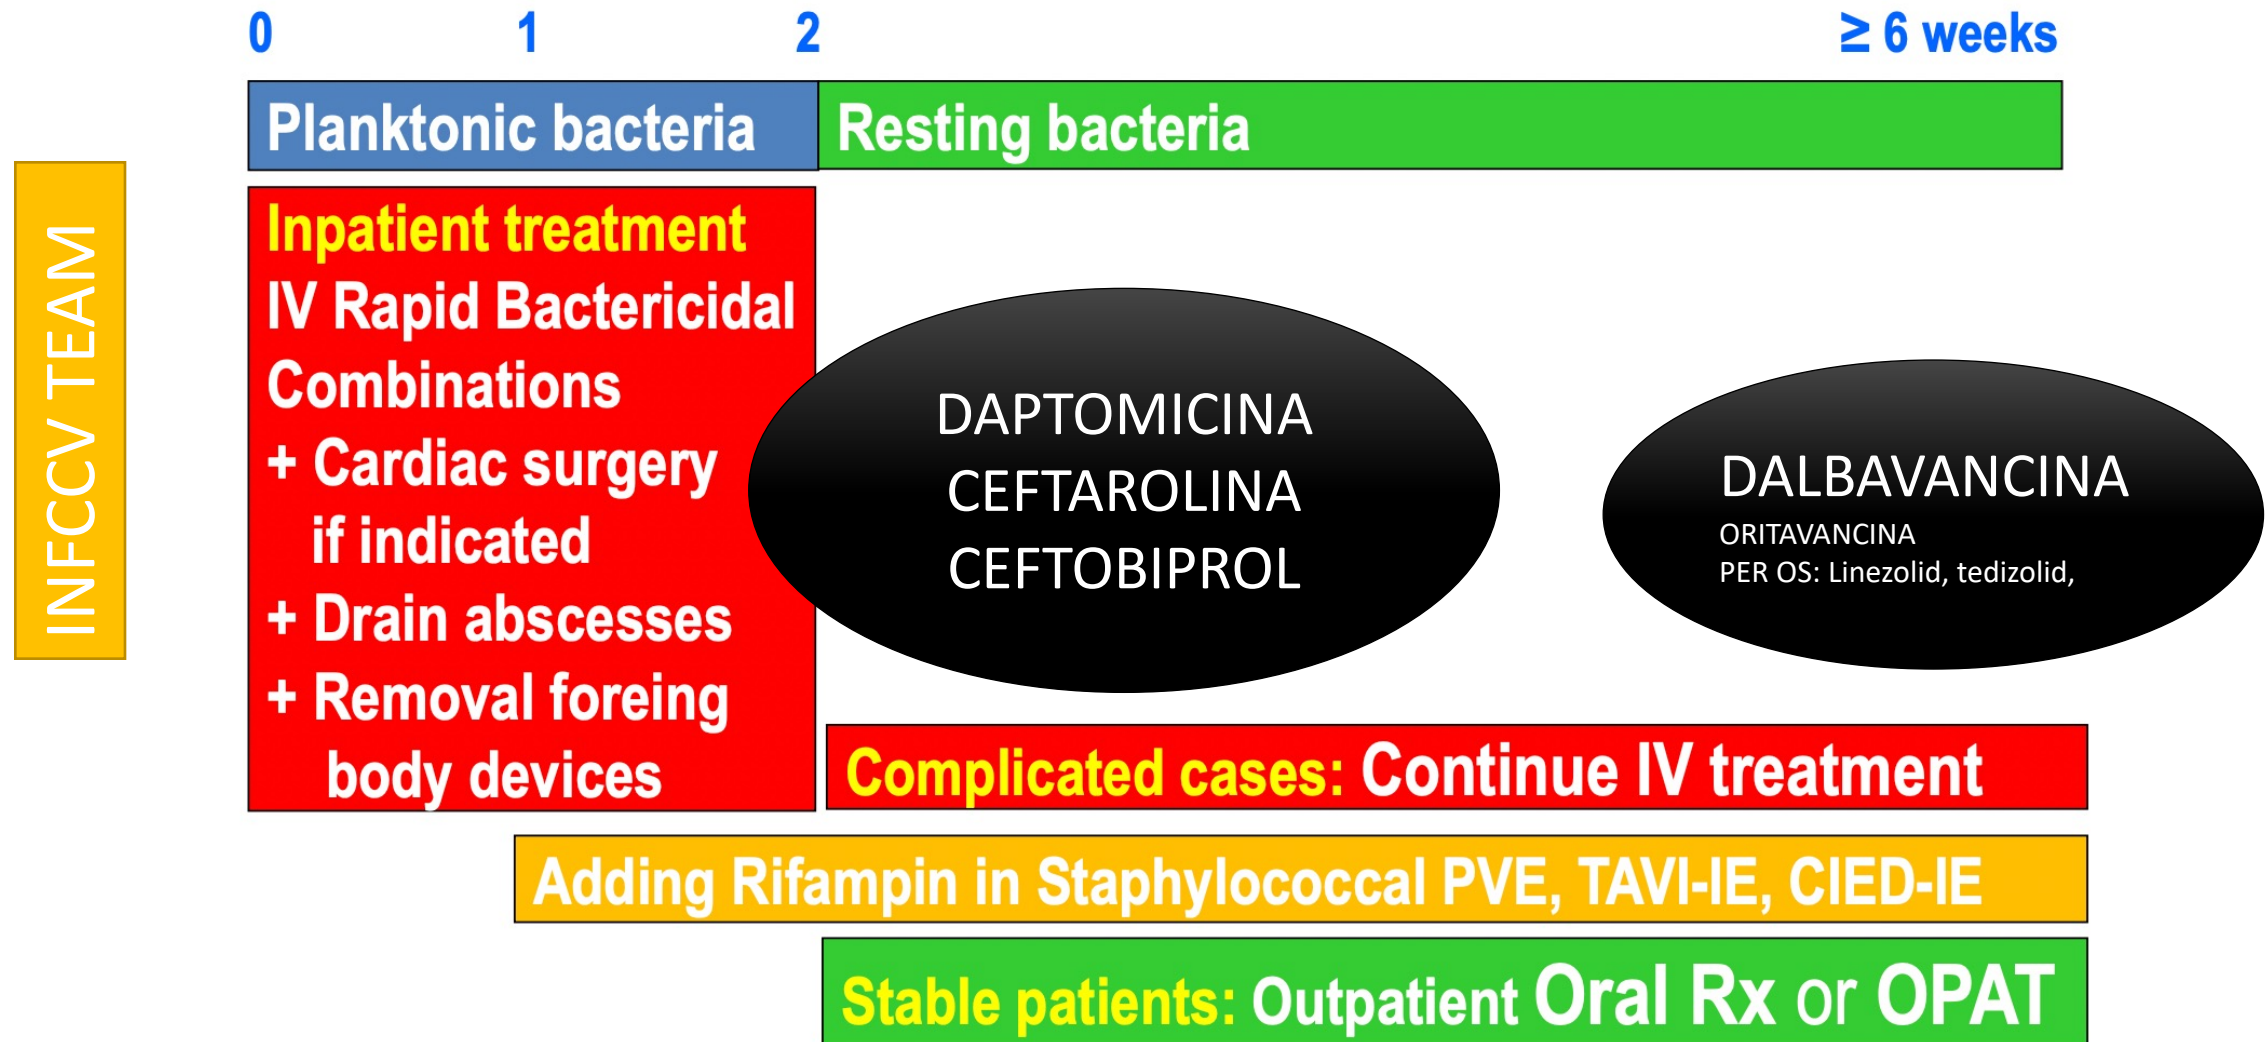 0 1 2 ≥ 6 weeks
Planktonic bacteria
Resting bacteria
INFCCV TEAM
Inpatient treatment
IV Rapid Bactericidal
Combinations
+ Cardiac surgery
if indicated
+ Drain abscesses
+ Removal foreing
body devices
DAPTOMICINA
CEFTAROLINA
CEFTOBIPROL
DALBAVANCINA
ORITAVANCINA
PER OS: Linezolid, tedizolid,
Complicated cases: Continue IV treatment
Adding Rifampin in Staphylococcal PVE, TAVI-IE, CIED-IE
Stable patients: Outpatient Oral Rx or OPAT